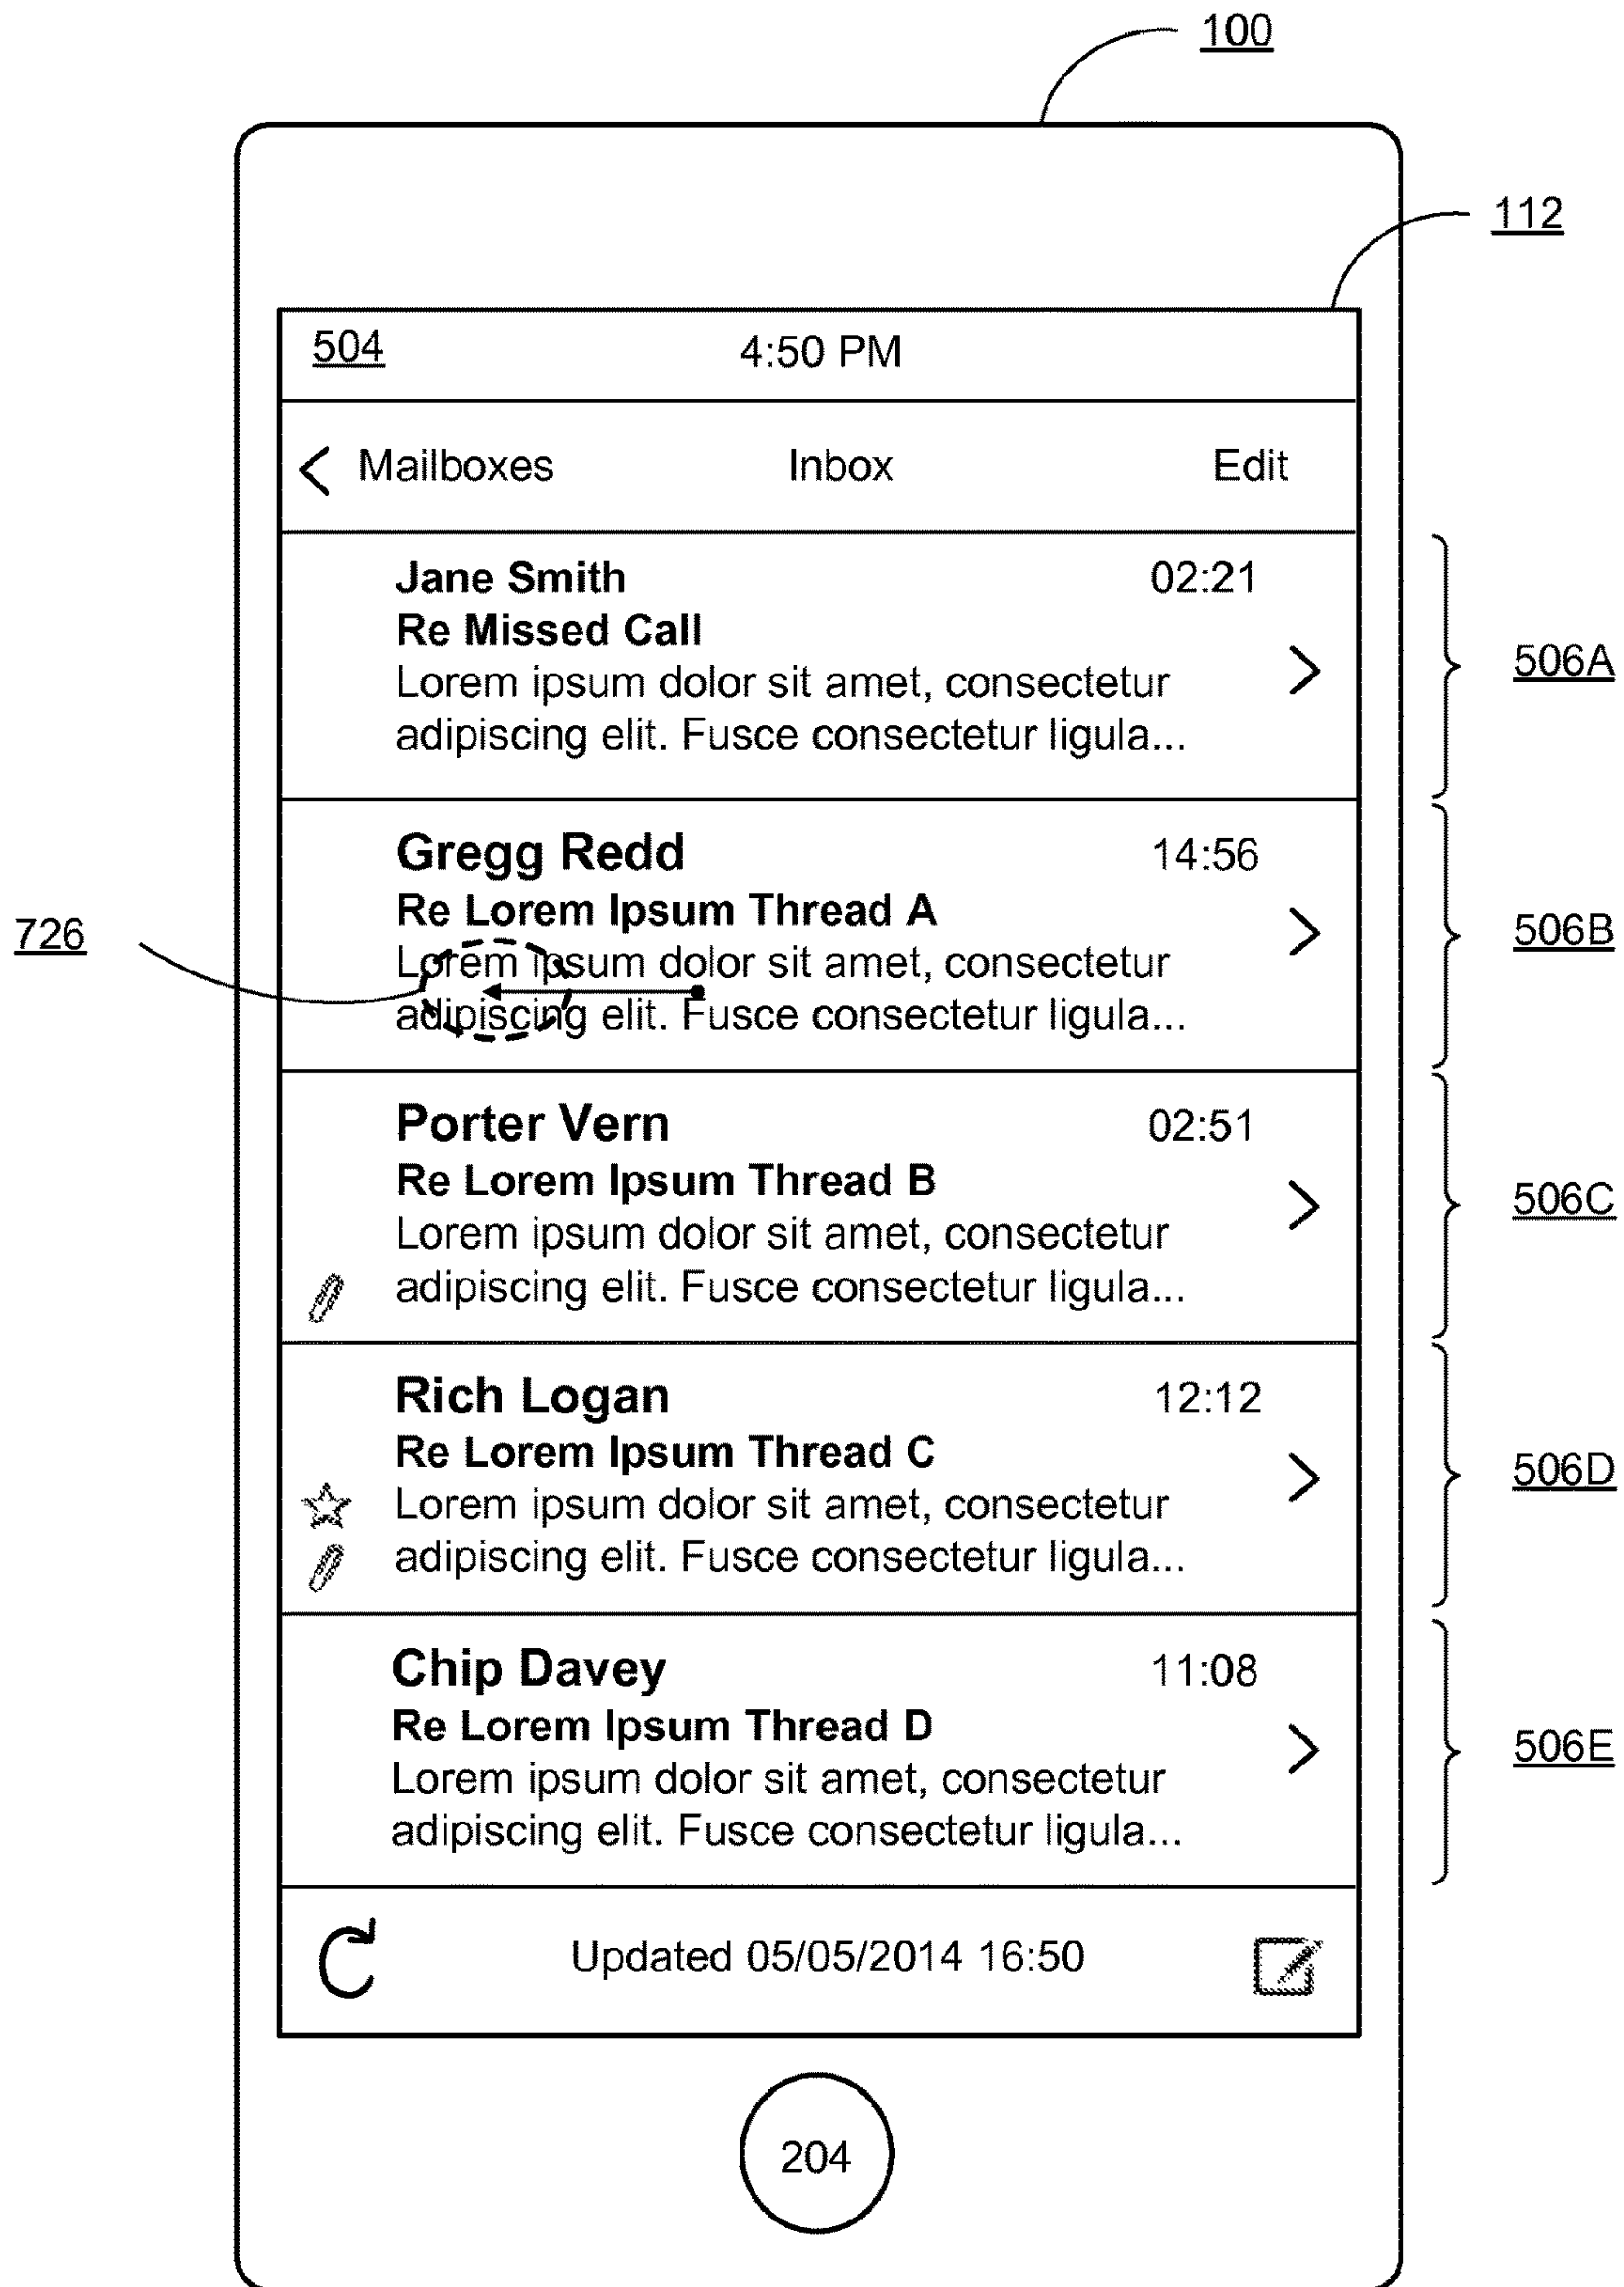 100
112
504 4:50 PM
< Mailboxes Inbox Edit
Jane Smith 02:21
Re Missed Call
Lorem ipsum dolor sit amet, consectetur
adipiscing elit. Fusce consectetur ligula...
506A
Gregg Redd 14:56
Re Lorem Ipsum Thread A
Lorem ipsum dolor sit amet, consectetur
adipiscing elit. Fusce consectetur ligula...
726
506B
Porter Vern 02:51
Re Lorem Ipsum Thread B
Lorem ipsum dolor sit amet, consectetur
adipiscing elit. Fusce consectetur ligula...
506C
Rich Logan 12:12
Re Lorem Ipsum Thread C
Lorem ipsum dolor sit amet, consectetur
adipiscing elit. Fusce consectetur ligula...
506D
Chip Davey 11:08
Re Lorem Ipsum Thread D
Lorem ipsum dolor sit amet, consectetur
adipiscing elit. Fusce consectetur ligula...
506E
Updated 05/05/2014 16:50
204